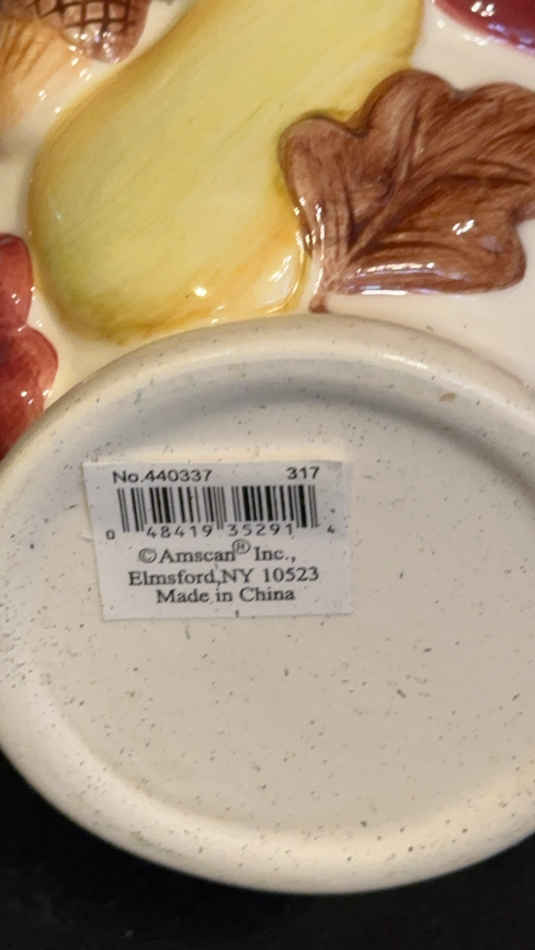 No.440337 317
0 48419 35291 4
©Amscan® Inc.,
Elmsford,NY 10523
Made in China